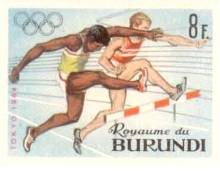 8F.
TOKYO 1964
Royaume du
BURUNDI